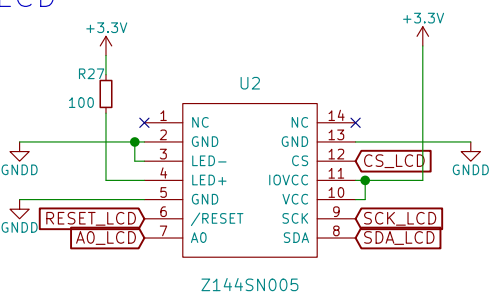 LCD
+3.3V
+3.3V
R27
100
U2
1 NC NC 14
2 GND GND 13
3 LED- CS 12 CS_LCD
4 LED+ IOVCC 11
5 GND VCC 10
RESET_LCD 6 /RESET SCK 9 SCK_LCD
A0_LCD 7 A0 SDA 8 SDA_LCD
GNDD
GNDD
GNDD
Z144SN005